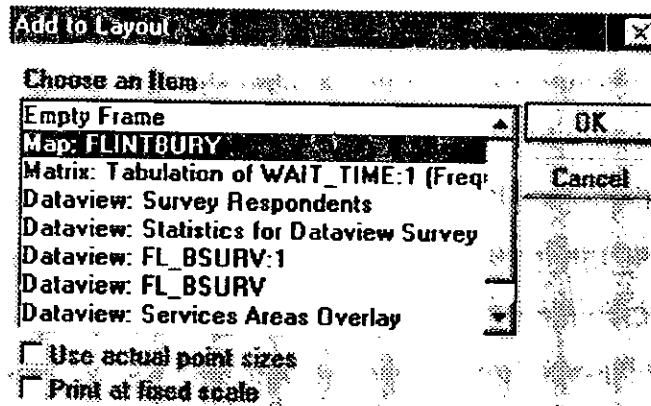 Add to Layout
Choose an Item
Empty Frame
OK
Map: FLINTBURY
Matrix: Tabulation of WAIT_TIME:1 (Freq
Cancel
Dataview: Survey Respondents
Dataview: Statistics for Dataview Survey
Dataview: FL_BSURV:1
Dataview: FL_BSURV
Dataview: Services Areas Overlay
Use actual point sizes
Print at fixed scale